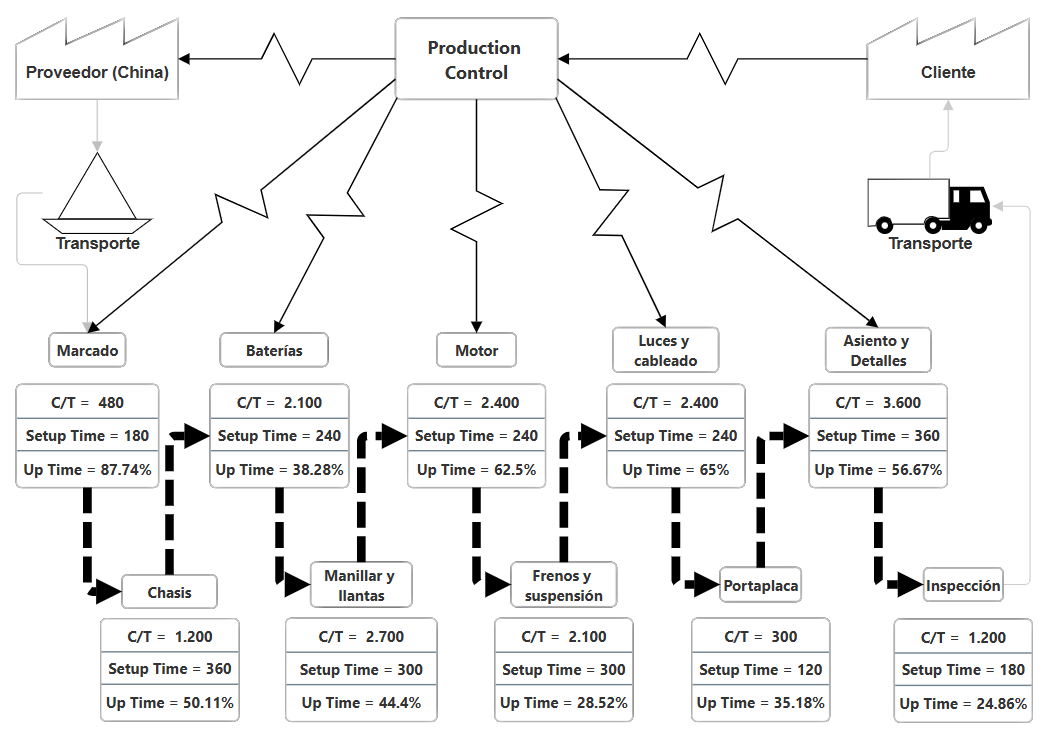 Proveedor (China)
Production
Control
Cliente
Transporte
Transporte
Marcado
Baterías
Motor
Luces y
cableado
Asiento y
Detalles
C/T = 480
Setup Time = 180
Up Time = 87.74%
C/T = 2.100
Setup Time = 240
Up Time = 38.28%
C/T = 2.400
Setup Time = 240
Up Time = 62.5%
C/T = 2.400
Setup Time = 240
Up Time = 65%
C/T = 3.600
Setup Time = 360
Up Time = 56.67%
Chasis
Manillar y
llantas
Frenos y
suspensión
Portaplaca
Inspección
C/T = 1.200
Setup Time = 360
Up Time = 50.11%
C/T = 2.700
Setup Time = 300
Up Time = 44.4%
C/T = 2.100
Setup Time = 300
Up Time = 28.52%
C/T = 300
Setup Time = 120
Up Time = 35.18%
C/T = 1.200
Setup Time = 180
Up Time = 24.86%